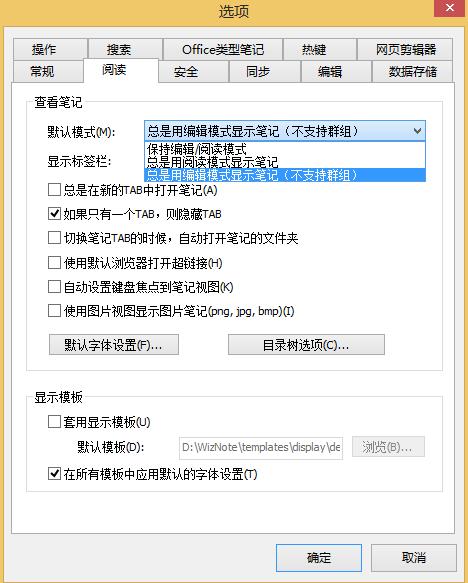 选项
操作 搜索 Office类型笔记 热键 网页剪辑器
常规 阅读 安全 同步 编辑 数据存储
查看笔记
默认模式(M): 总是用编辑模式显示笔记（不支持群组）
保持编辑/阅读模式
显示标签栏: 总是用阅读模式显示笔记
总是用编辑模式显示笔记（不支持群组）
总是在新的TAB中打开笔记(A)
如果只有一个TAB，则隐藏TAB
切换笔记TAB的时候，自动打开笔记的文件夹
使用默认浏览器打开超链接(H)
自动设置键盘焦点到笔记视图(K)
使用图片视图显示图片笔记(png, jpg, bmp)(I)
默认字体设置(F)... 目录树选项(C)...
显示模板
套用显示模板(U)
默认模板(D): D:\WizNote\templates\display\de 浏览(B)...
在所有模板中应用默认的字体设置(T)
确定 取消